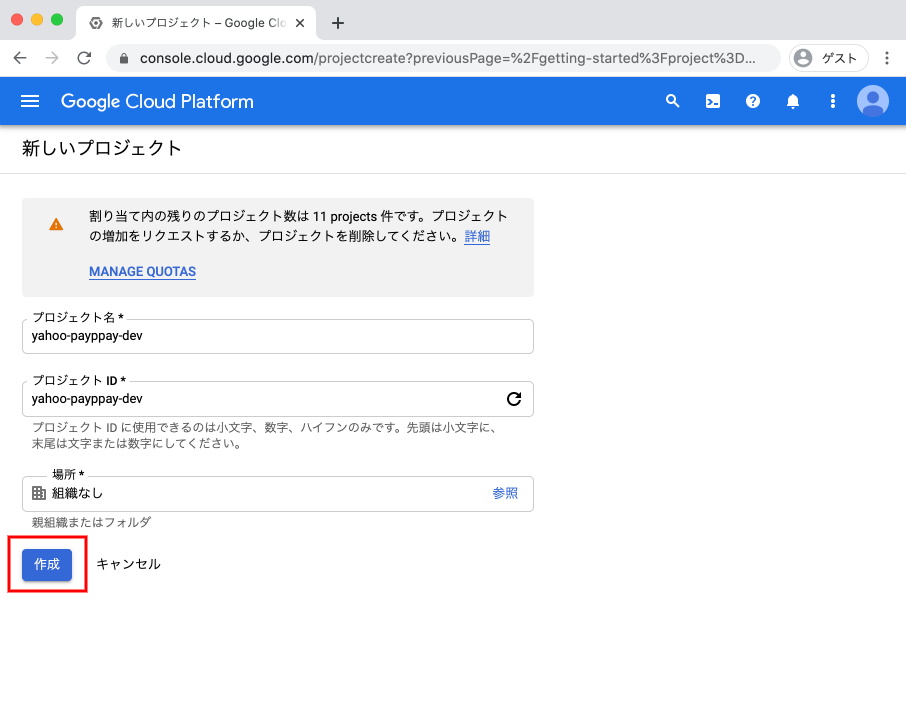 新しいプロジェクト – Google Clo
console.cloud.google.com/projectcreate?previousPage=%2Fgetting-started%3Fproject%3D...
ゲスト
Google Cloud Platform
新しいプロジェクト
割り当て内の残りのプロジェクト数は 11 projects 件です。プロジェクト
の増加をリクエストするか、プロジェクトを削除してください。詳細
MANAGE QUOTAS
プロジェクト名 *
yahoo-payppay-dev
プロジェクト ID *
yahoo-payppay-dev
プロジェクト ID に使用できるのは小文字、数字、ハイフンのみです。先頭は小文字に、
末尾は文字または数字にしてください。
場所 *
組織なし
参照
親組織またはフォルダ
作成
キャンセル